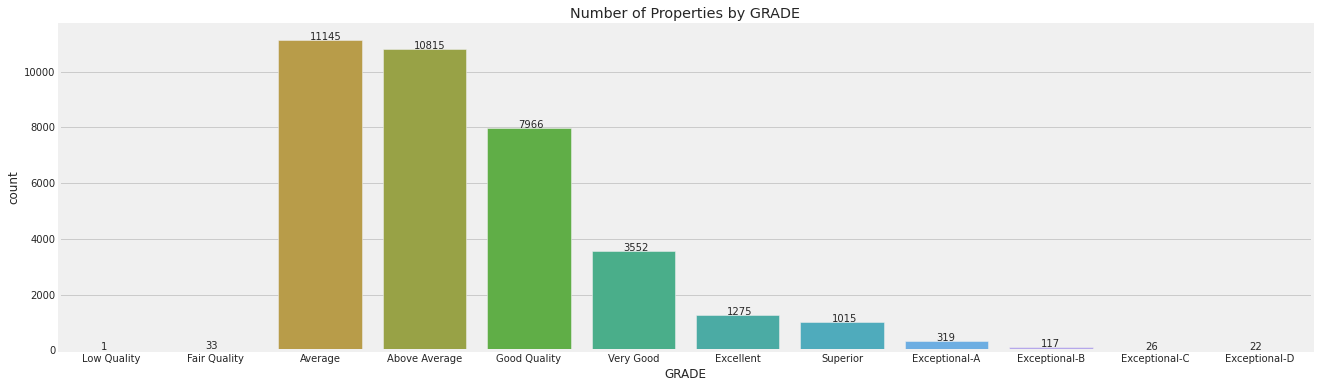 Number of Properties by GRADE
count
10000
8000
6000
4000
2000
0
11145
10815
7966
3552
1275
1015
319
117
26
22
1
33
Low Quality
Fair Quality
Average
Above Average
Good Quality
Very Good
Excellent
Superior
Exceptional-A
Exceptional-B
Exceptional-C
Exceptional-D
GRADE